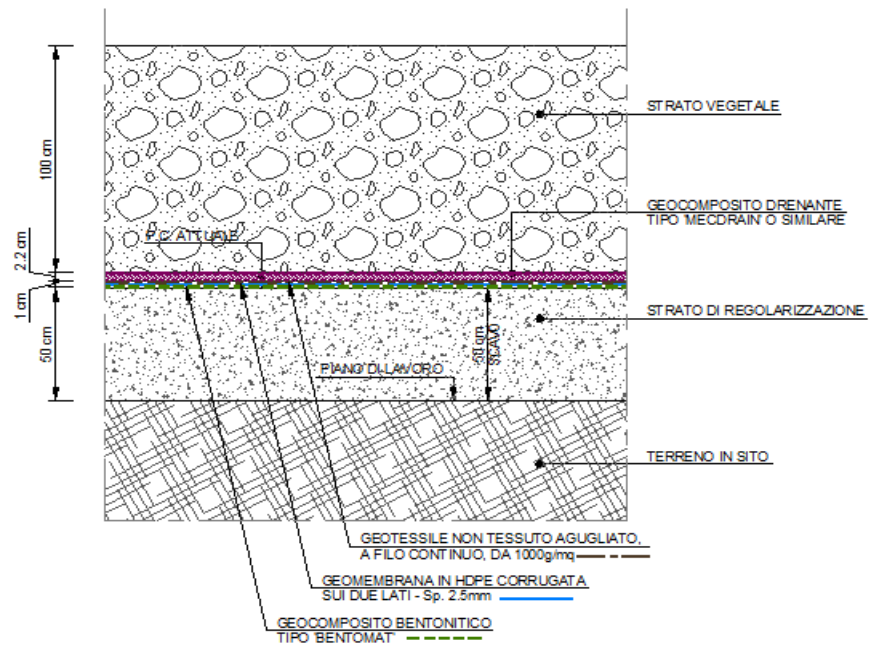 STRATO VEGETALE
100 cm
GEOCOMPOSITO DRENANTE
TIPO 'MECDRAIN' O SIMILARE
P.C. ATTUALE
2.2 cm
1 cm
STRATO DI REGOLARIZZAZIONE
50 cm
50 cm
SCAVO
PIANO DI LAVORO
TERRENO IN SITO
GEOTESSILE NON TESSUTO AGUGLIATO,
A FILO CONTINUO, DA 1000g/mq
GEOMEMBRANA IN HDPE CORRUGATA
SUI DUE LATI - Sp. 2.5mm
GEOCOMPOSITO BENTONITICO
TIPO 'BENTOMAT'